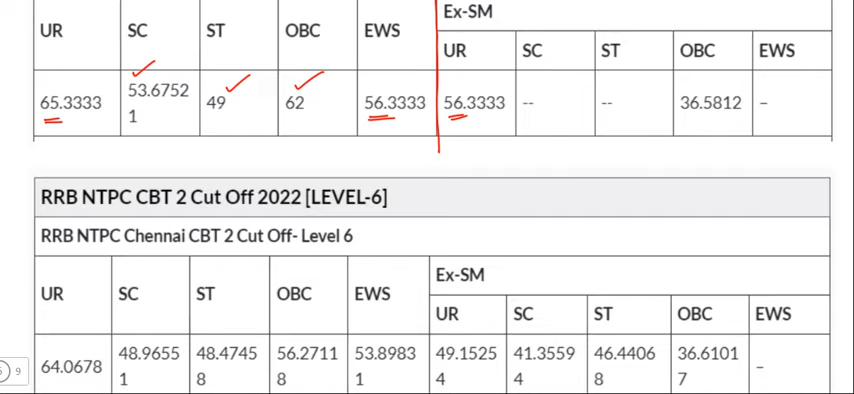 UR SC ST OBC EWS Ex-SM
UR SC ST OBC EWS
65.3333 53.6752 49 62 56.3333 56.3333 -- -- 36.5812 –
1
RRB NTPC CBT 2 Cut Off 2022 [LEVEL-6]
RRB NTPC Chennai CBT 2 Cut Off- Level 6
UR SC ST OBC EWS Ex-SM
UR SC ST OBC EWS
64.0678 48.9655 48.4745 56.2711 53.8983 49.1525 41.3559 46.4406 36.6101 –
1 8 8 1 4 4 8 7
9